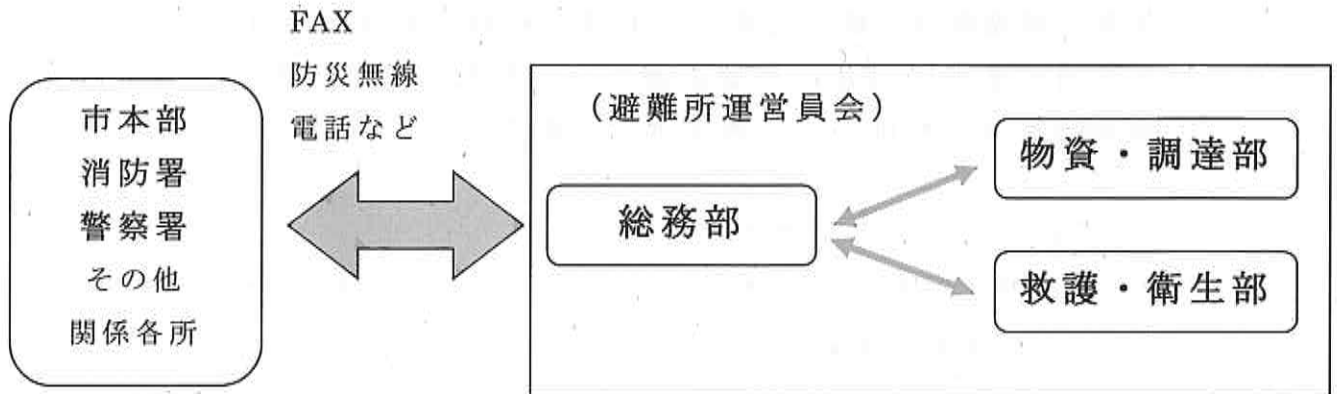 FAX
防災無線
電話など
市本部
消防署
警察署
その他
関係各所
(避難所運営員会)
総務部
物資・調達部
救護・衛生部